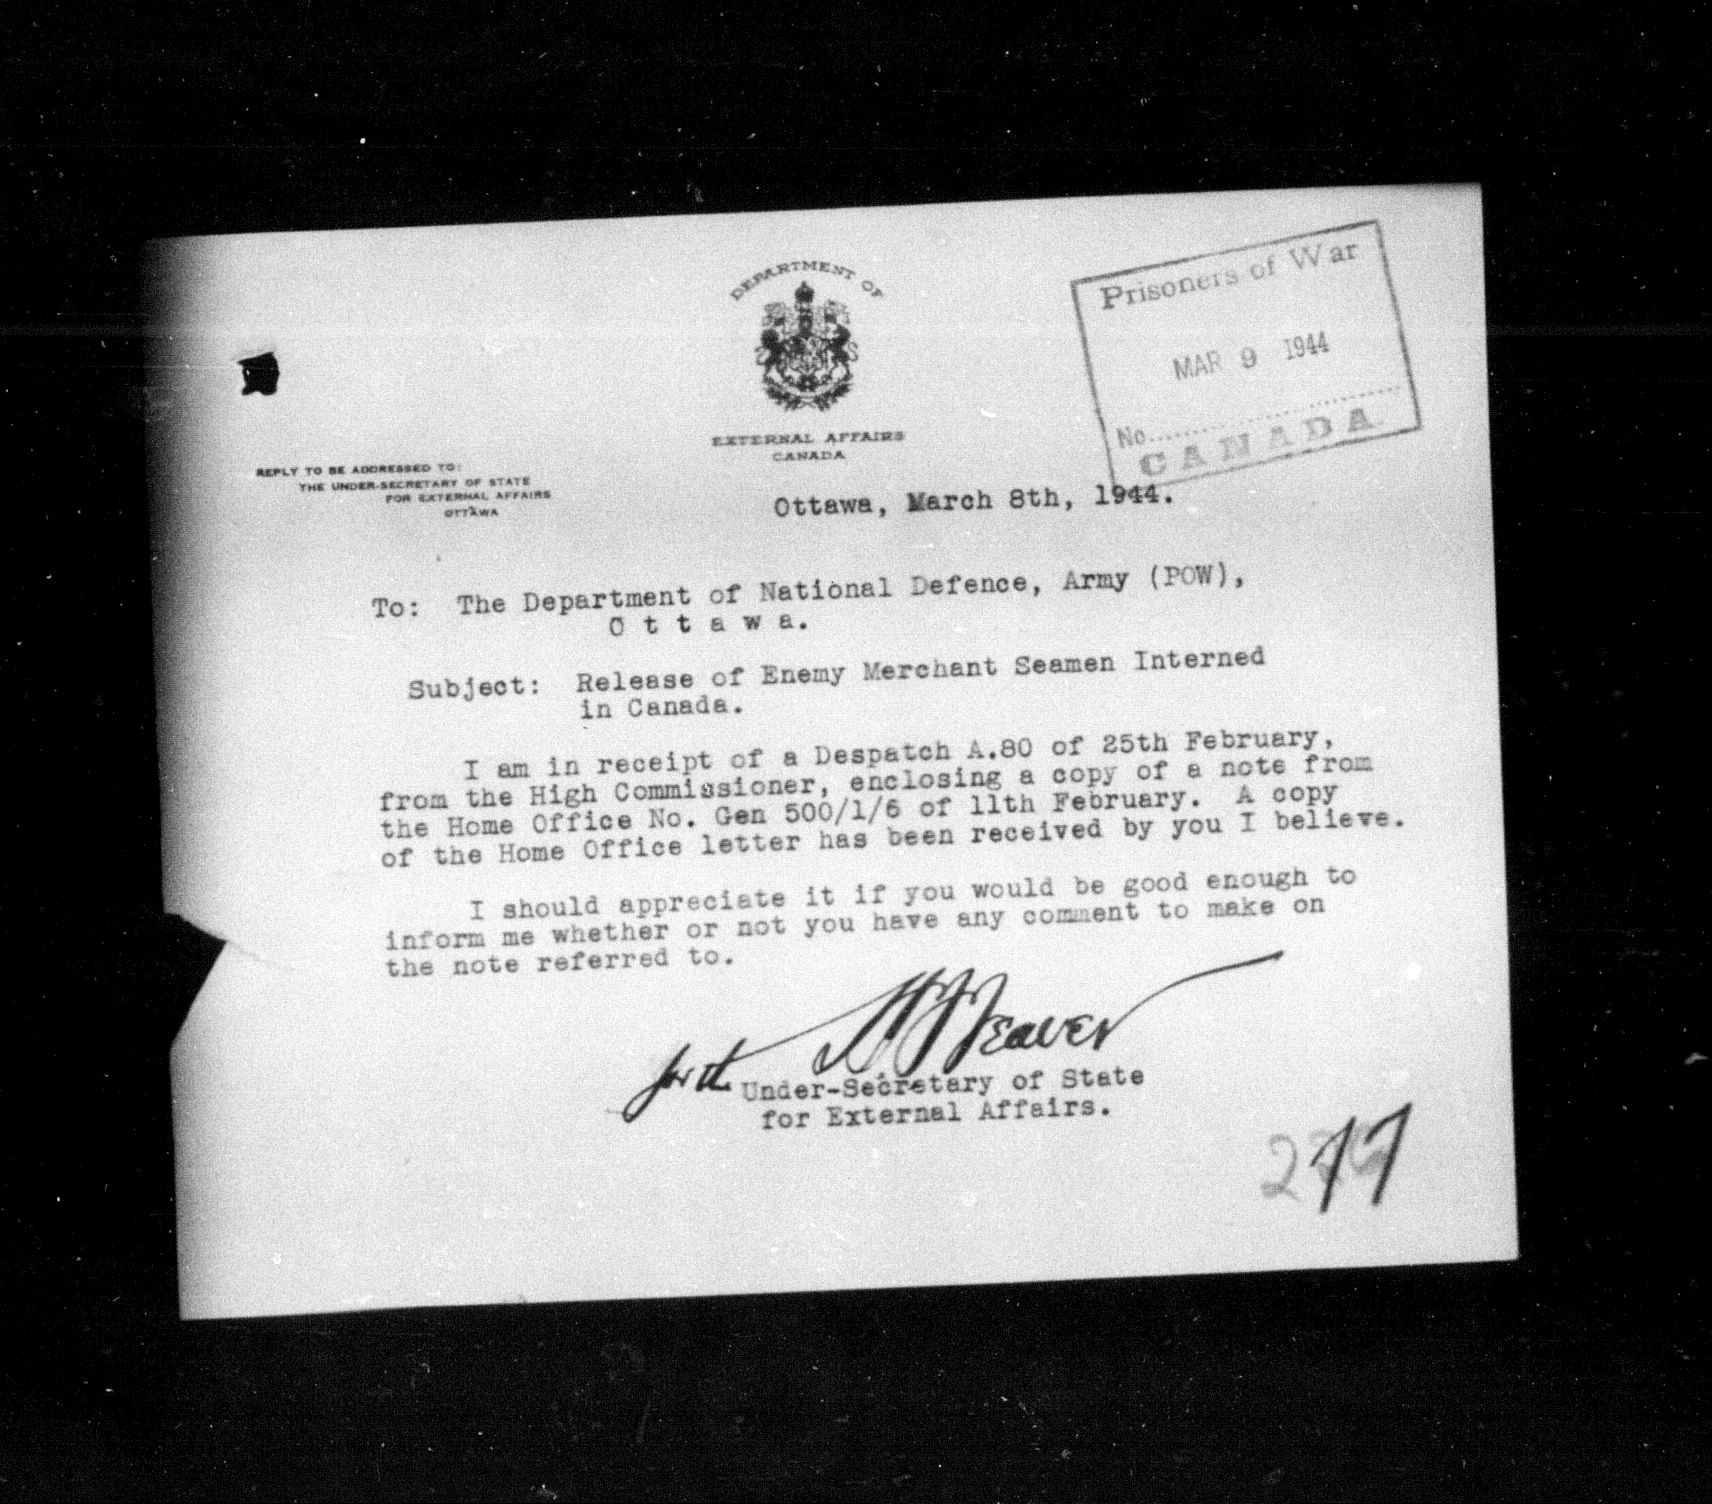 DEPARTMENT OF
EXTERNAL AFFAIRS
CANADA
Prisoners of War
MAR 9 1944
No.
CANADA
REPLY TO BE ADDRESSED TO:
THE UNDER-SECRETARY OF STATE
FOR EXTERNAL AFFAIRS
OTTAWA
Ottawa, March 8th, 1944.
To: The Department of National Defence, Army (POW),
O t t a w a.
Subject: Release of Enemy Merchant Seamen Interned
in Canada.
I am in receipt of a Despatch A.80 of 25th February,
from the High Commissioner, enclosing a copy of a note from
the Home Office No. Gen 500/1/6 of 11th February. A copy
of the Home Office letter has been received by you I believe.
I should appreciate it if you would be good enough to
inform me whether or not you have any comment to make on
the note referred to.
for the
Under-Secretary of State
for External Affairs.